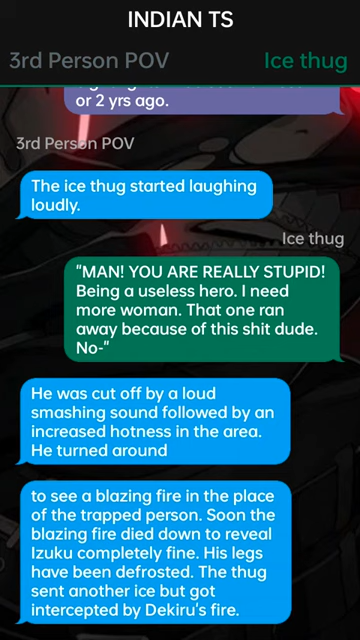 INDIAN TS
3rd Person POV
Ice thug
or 2 yrs ago.
3rd Person POV
The ice thug started laughing
loudly.
Ice thug
"MAN! YOU ARE REALLY STUPID!
Being a useless hero. I need
more woman. That one ran
away because of this shit dude.
No-"
He was cut off by a loud
smashing sound followed by an
increased hotness in the area.
He turned around
to see a blazing fire in the place
of the trapped person. Soon the
blazing fire died down to reveal
Izuku completely fine. His legs
have been defrosted. The thug
sent another ice but got
intercepted by Dekiru's fire.